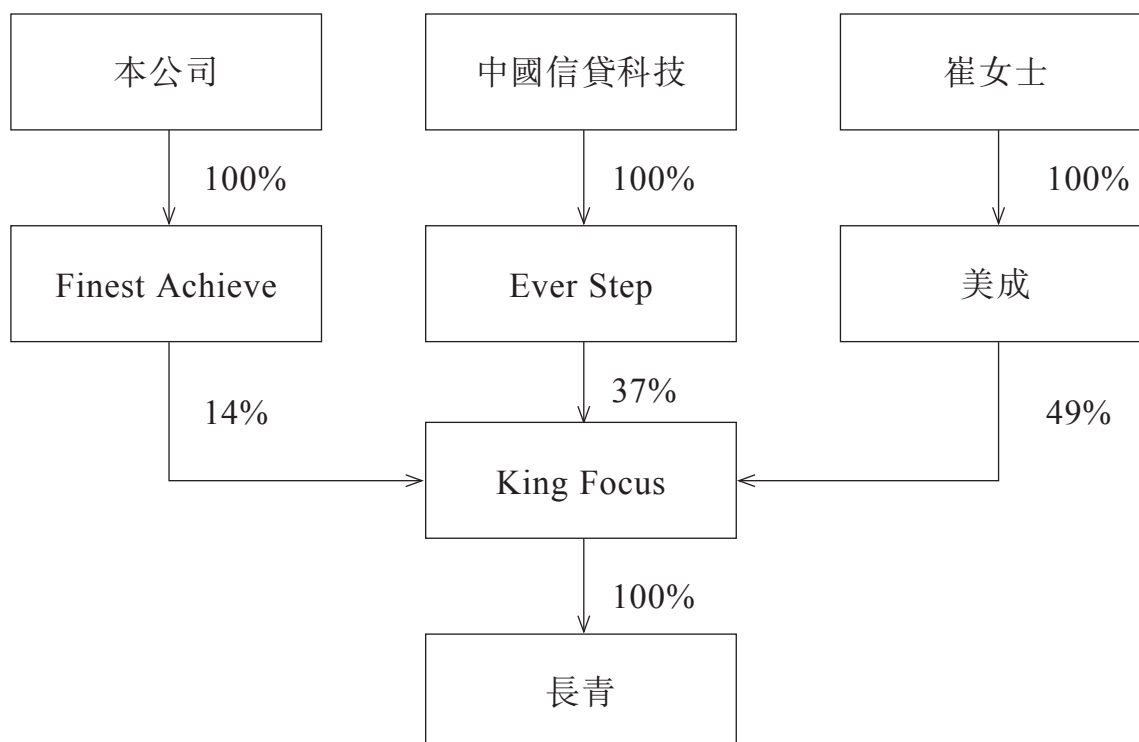 本公司
中國信貸科技
崔女士
100%
100%
100%
Finest Achieve
Ever Step
美成
14%
37%
49%
King Focus
100%
長青